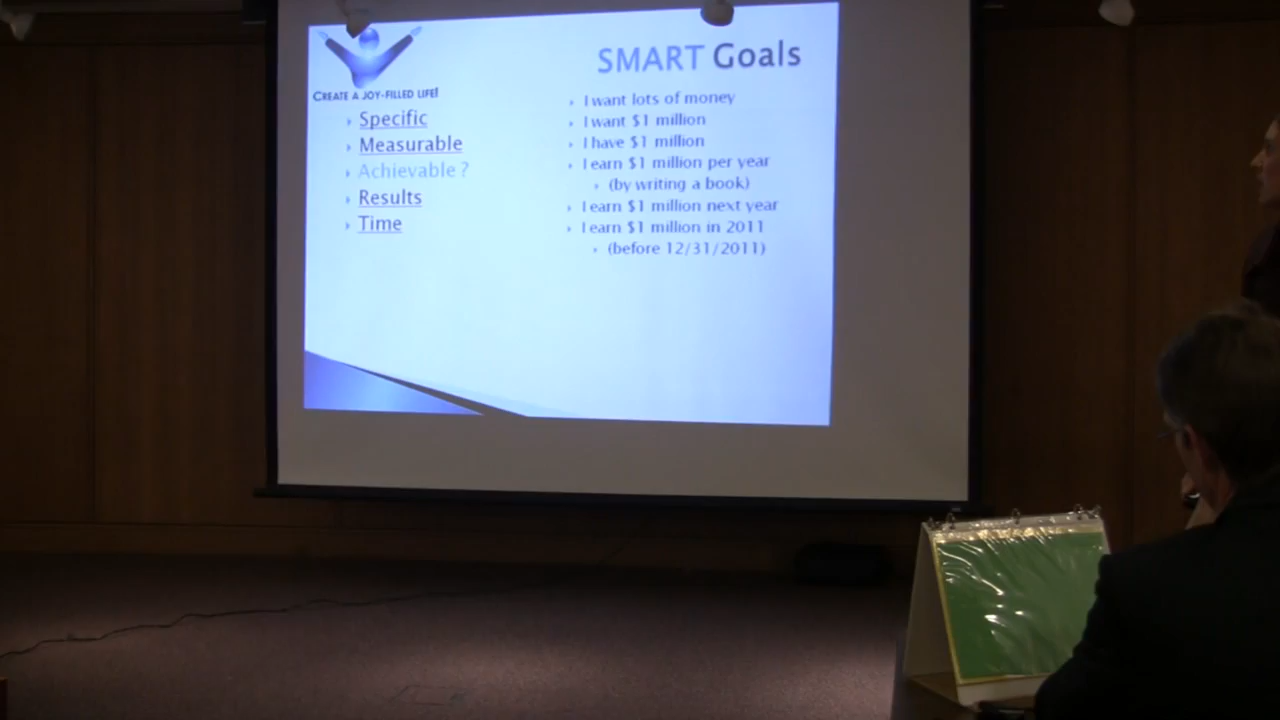 SMART Goals
CREATE A JOY-FILLED LIFE!
Specific
Measurable
Achievable ?
Results
Time
I want lots of money
I want $1 million
I have $1 million
I earn $1 million per year
(by writing a book)
I earn $1 million next year
I earn $1 million in 2011
(before 12/31/2011)